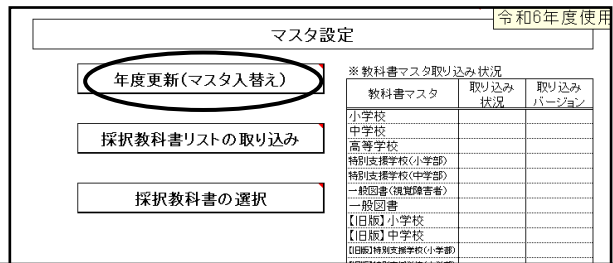 令和6年度使用
マスタ設定
年度更新(マスタ入替え)
採択教科書リストの取り込み
採択教科書の選択
※教科書マスタ取り込み状況
教科書マスタ 取り込み状況 取り込みバージョン
小学校
中学校
高等学校
特別支援学校(小学部)
特別支援学校(中学部)
一般図書(視覚障害者)
一般図書
【旧版】小学校
【旧版】中学校
【旧版】特別支援学校(小学部)